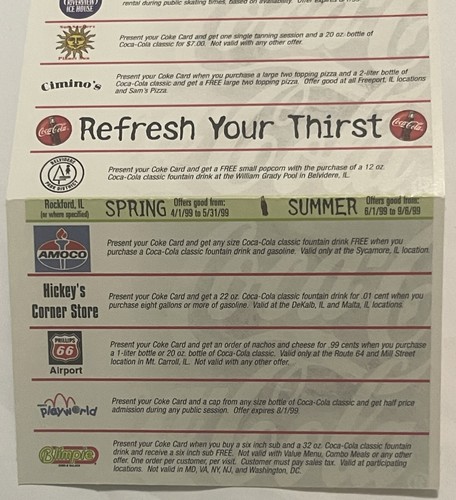 RIVERVIEW
ICE HOUSE
rental during public skating times, based on availability. Offer expires
Present your Coke Card and get one single tanning session and a 20 oz. bottle of
Coca-Cola classic for $7.00. Not valid with any other offer.
Cimino's
Present your Coke Card when you purchase a large two topping pizza and a 2-liter bottle of
Coca-Cola classic and get a FREE large two topping pizza. Offer good at all Freeport, IL locations
and Sam's Pizza.
Coca-Cola Refresh Your Thirst Coca-Cola
BELVIDERE
PARK DISTRICT
Present your Coke Card and get a FREE small popcorn with the purchase of a 12 oz.
Coca-Cola classic fountain drink at the William Grady Pool in Belvidere, IL.
Rockford, IL
(or where specified)
SPRING
Offers good from:
4/1/99 to 5/31/99
SUMMER
Offers good from:
6/1/99 to 9/6/99
AMOCO
Present your Coke Card and get any size Coca-Cola classic fountain drink FREE when you
purchase a Coca-Cola classic fountain drink and gasoline. Valid only at the Sycamore, IL location.
Hickey's
Corner Store
Present your Coke Card and get a 22 oz. Coca-Cola classic fountain drink for .01 cent when you
purchase eight gallons or more of gasoline. Valid at the DeKalb, IL and Malta, IL locations.
PHILLIPS
66
Airport
Present your Coke Card and get an order of nachos and cheese for .99 cents when you purchase
a 1-liter bottle or 20 oz. bottle of Coca-Cola classic. Valid only at the Route 64 and Mill Street
location in Mt. Carroll, IL. Not valid with any other offer.
playworld
Present your Coke Card and a cap from any size bottle of Coca-Cola classic and get half price
admission during any public session. Offer expires 8/1/99.
Blimpie
Present your Coke Card when you buy a six inch sub and a 32 oz. Coca-Cola classic fountain
drink and receive a six inch sub FREE. Not valid with Value Menu, Combo Meals or any other
offer. One order per customer, per visit. Customer must pay sales tax. Valid at participating
locations. Not valid in MD, VA, NY, NJ, and Washington, DC.